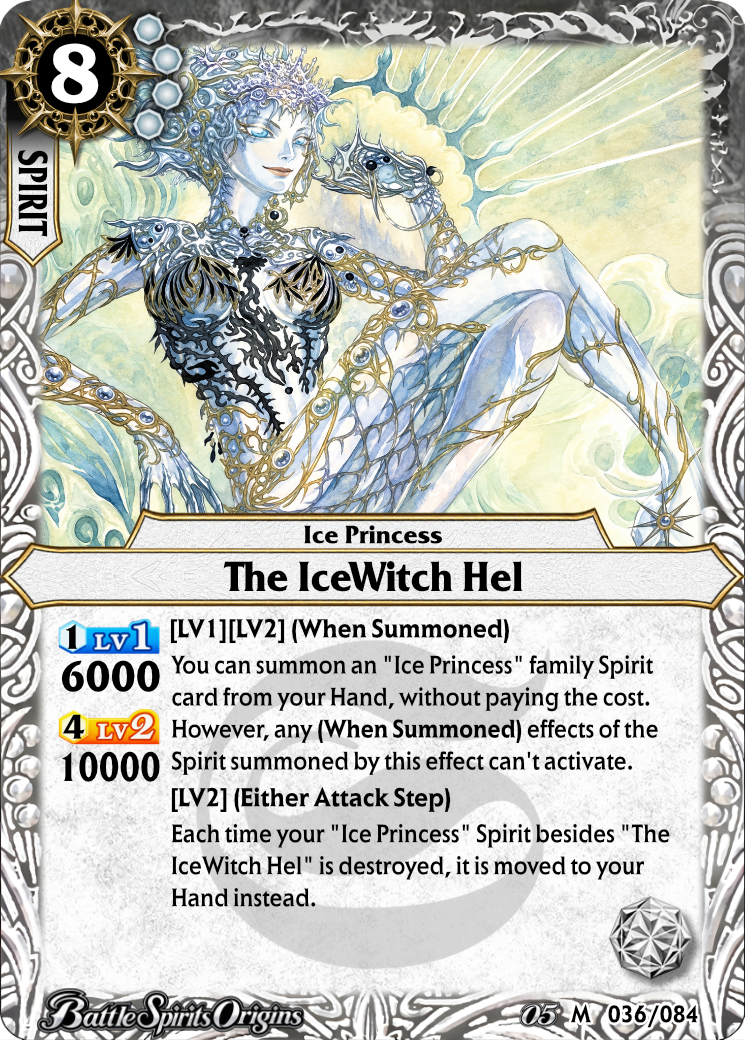 8
SPIRIT
Ice Princess
The IceWitch Hel
1 LV1
6000
4 LV2
10000
[LV1][LV2] (When Summoned)
You can summon an "Ice Princess" family Spirit
card from your Hand, without paying the cost.
However, any (When Summoned) effects of the
Spirit summoned by this effect can't activate.
[LV2] (Either Attack Step)
Each time your "Ice Princess" Spirit besides "The
IceWitch Hel" is destroyed, it is moved to your
Hand instead.
Battle Spirits Origins
05 M 036/084